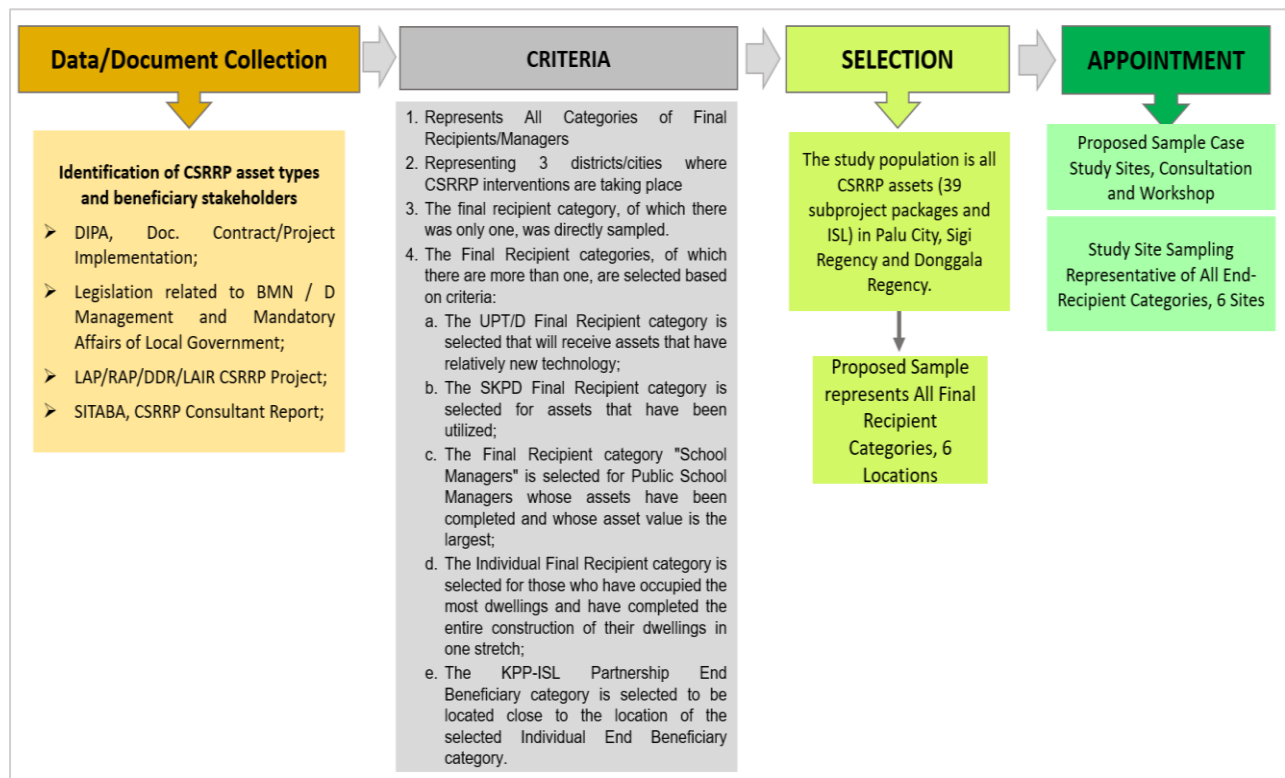 Data/Document Collection
Identification of CSRRP asset types
and beneficiary stakeholders
➢ DIPA, Doc. Contract/Project
Implementation;
➢ Legislation related to BMN / D
Management and Mandatory
Affairs of Local Government;
➢ LAP/RAP/DDR/LAIR CSRRP Project;
➢ SITABA, CSRRP Consultant Report;
CRITERIA
1. Represents All Categories of Final
Recipients/Managers
2. Representing 3 districts/cities where
CSRRP interventions are taking place
3. The final recipient category, of which there
was only one, was directly sampled.
4. The Final Recipient categories, of which
there are more than one, are selected based
on criteria:
a. The UPT/D Final Recipient category is
selected that will receive assets that have
relatively new technology;
b. The SKPD Final Recipient category is
selected for assets that have been
utilized;
c. The Final Recipient category "School
Managers" is selected for Public School
Managers whose assets have been
completed and whose asset value is the
largest;
d. The Individual Final Recipient category is
selected for those who have occupied the
most dwellings and have completed the
entire construction of their dwellings in
one stretch;
e. The KPP-ISL Partnership End
Beneficiary category is selected to be
located close to the location of the
selected Individual End Beneficiary
category.
SELECTION
The study population is all
CSRRP assets (39
subproject packages and
ISL) in Palu City, Sigi
Regency and Donggala
Regency.
Proposed Sample
represents All Final
Recipient
Categories, 6
Locations
APPOINTMENT
Proposed Sample Case
Study Sites, Consultation
and Workshop
Study Site Sampling
Representative of All End-
Recipient Categories, 6 Sites